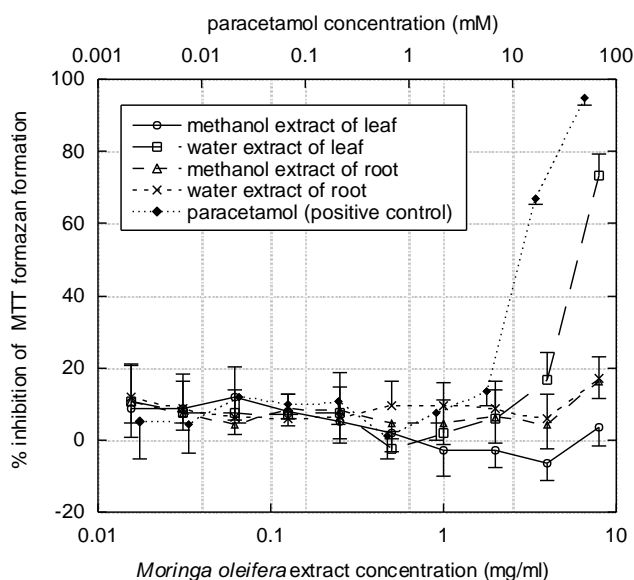 paracetamol concentration (mM)
0.001 0.01 0.1 1 10 100
100
80
60
40
20
0
-20
% inhibition of MTT formazan formation
methanol extract of leaf
water extract of leaf
methanol extract of root
water extract of root
paracetamol (positive control)
0.01 0.1 1 10
Moringa oleifera extract concentration (mg/ml)